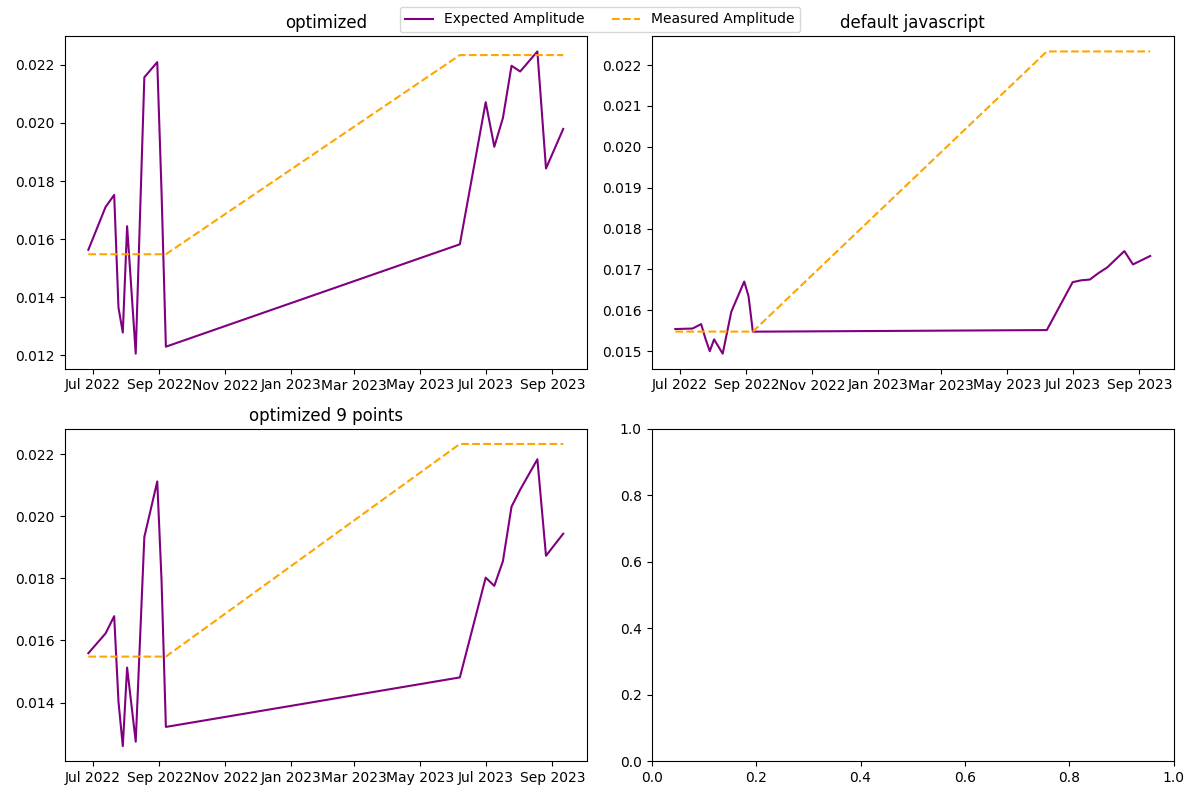 Expected Amplitude
Measured Amplitude
optimized
0.022
0.020
0.018
0.016
0.014
0.012
Jul 2022 Sep 2022 Nov 2022 Jan 2023 Mar 2023 May 2023 Jul 2023 Sep 2023
default javascript
0.022
0.021
0.020
0.019
0.018
0.017
0.016
0.015
Jul 2022 Sep 2022 Nov 2022 Jan 2023 Mar 2023 May 2023 Jul 2023 Sep 2023
optimized 9 points
0.022
0.020
0.018
0.016
0.014
Jul 2022 Sep 2022 Nov 2022 Jan 2023 Mar 2023 May 2023 Jul 2023 Sep 2023
1.0
0.8
0.6
0.4
0.2
0.0
0.0 0.2 0.4 0.6 0.8 1.0